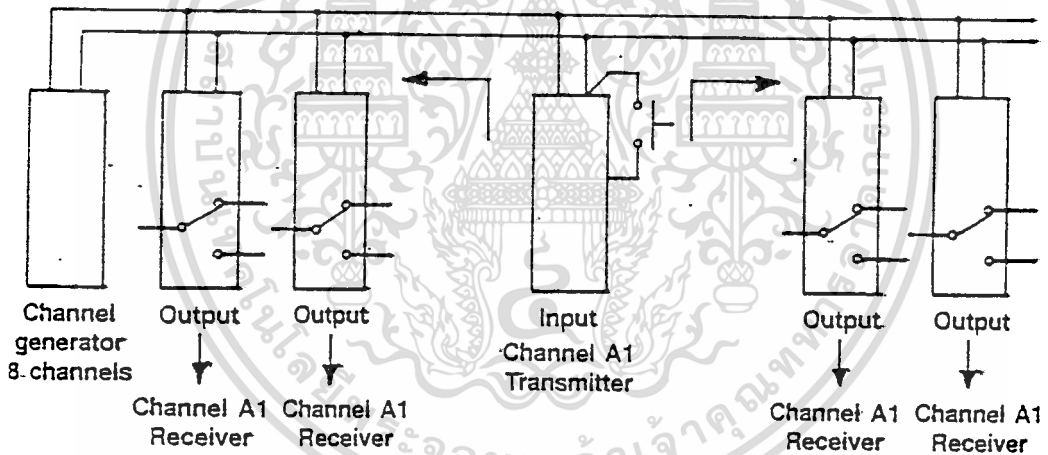 Channel
generator
8-channels
Output
Channel A1
Receiver
Output
Channel A1
Receiver
Input
Channel A1
Transmitter
Output
Channel A1
Receiver
Output
Channel A1
Receiver